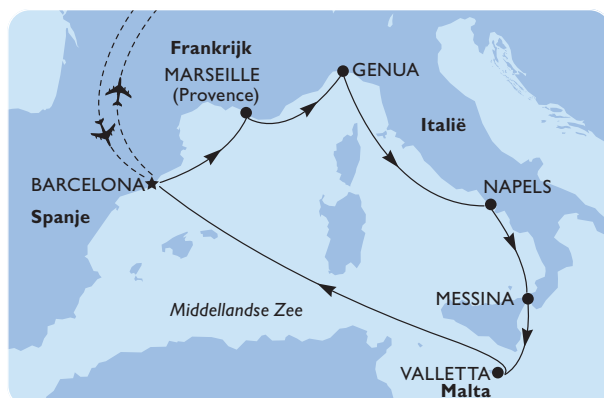 Frankrijk
MARSEILLE
(Provence)
GENUA
Italië
BARCELONA
Spanje
NAPELS
Middellandse Zee
MESSINA
VALLETTA
Malta